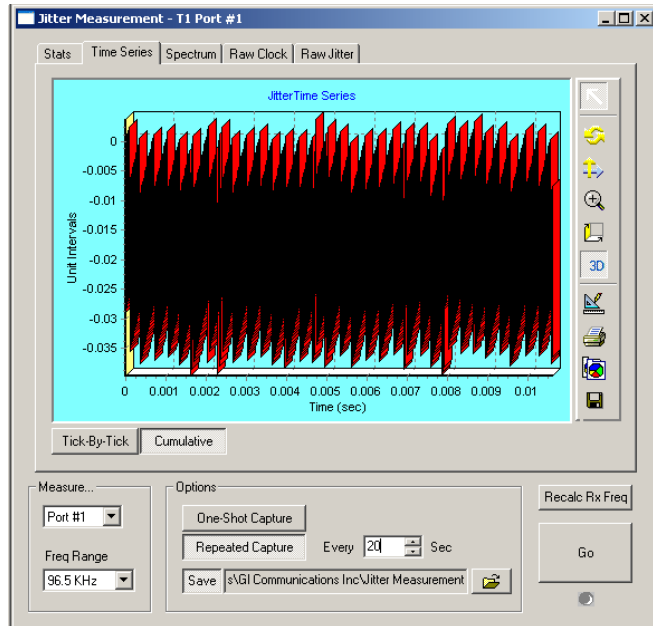 Jitter Measurement - T1 Port #1
Stats Time Series Spectrum Raw Clock Raw Jitter
JitterTime Series
0
-0.005
-0.01
-0.015
-0.02
-0.025
-0.03
-0.035
Unit Intervals
0 0.001 0.002 0.003 0.004 0.005 0.006 0.007 0.008 0.009 0.01
Time (sec)
3D
Tick-By-Tick Cumulative
Measure...
Port #1
Freq Range
96.5 KHz
Options
One-Shot Capture
Repeated Capture Every 20 Sec
Save s\Gl Communications Inc\Jitter Measurement
Recalc Rx Freq
Go